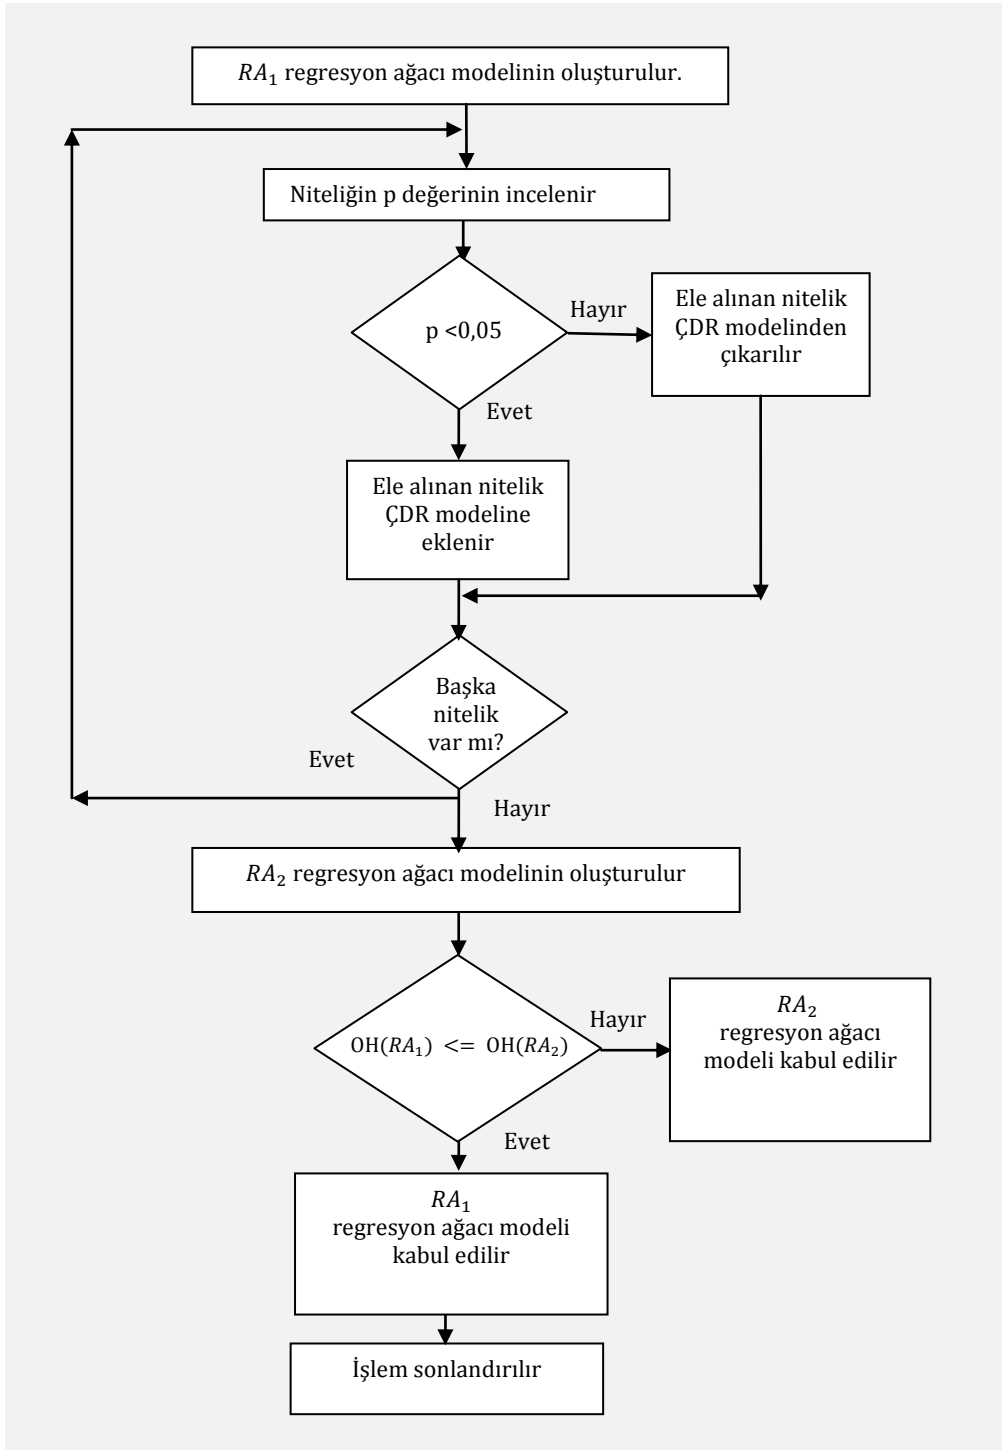 RA₁ regresyon ağacı modelinin oluşturulur.
Niteliğin p değerinin incelenir
p <0,05
Hayır
Ele alınan nitelik
ÇDR modelinden
çıkarılır
Evet
Ele alınan nitelik
ÇDR modeline
eklenir
Başka
nitelik
var mı?
Evet
Hayır
RA₂ regresyon ağacı modelinin oluşturulur
OH(RA₁) <= OH(RA₂)
Hayır
RA₂
regresyon ağacı
modeli kabul edilir
Evet
RA₁
regresyon ağacı modeli
kabul edilir
İşlem sonlandırılır